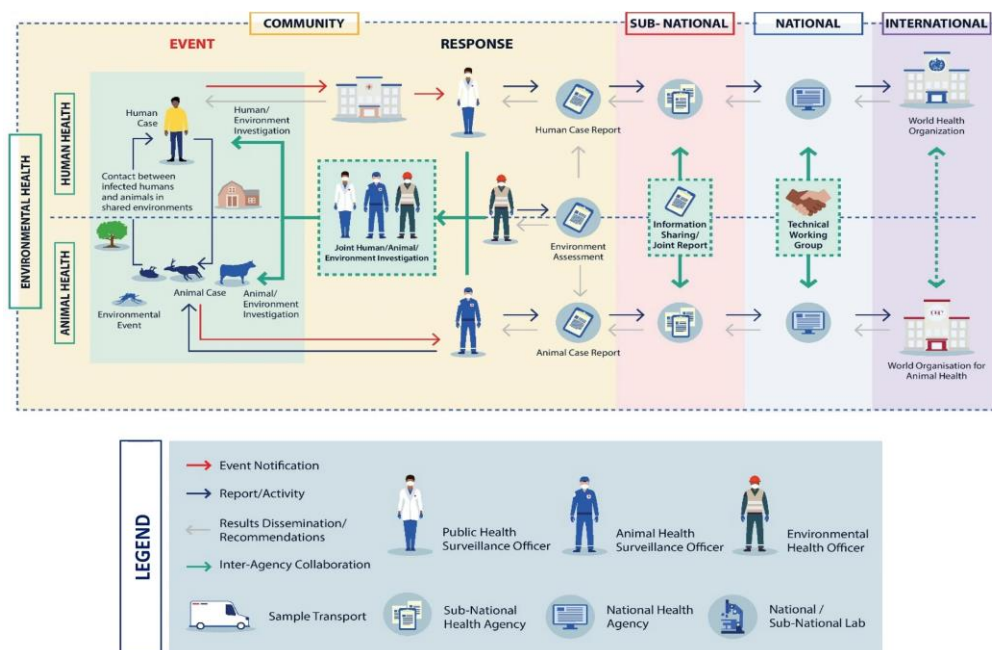 COMMUNITY
SUB- NATIONAL
NATIONAL
INTERNATIONAL
EVENT
RESPONSE
ENVIRONMENTAL HEALTH
HUMAN HEALTH
ANIMAL HEALTH
Human
Case
Human/
Environment
Investigation
Contact between
infected humans
and animals in
shared environments
Animal Case
Environmental
Event
Animal/
Environment
Investigation
Joint Human/Animal/
Environment Investigation
Human Case Report
Environment
Assessment
Animal Case Report
Information
Sharing/
Joint Report
Technical
Working
Group
World Health
Organization
World Organisation for
Animal Health
LEGEND
Event Notification
Report/Activity
Results Dissemination/
Recommendations
Inter-Agency Collaboration
Public Health
Surveillance Officer
Animal Health
Surveillance Officer
Environmental
Health Officer
Sample Transport
Sub-National
Health Agency
National Health
Agency
National /
Sub-National Lab